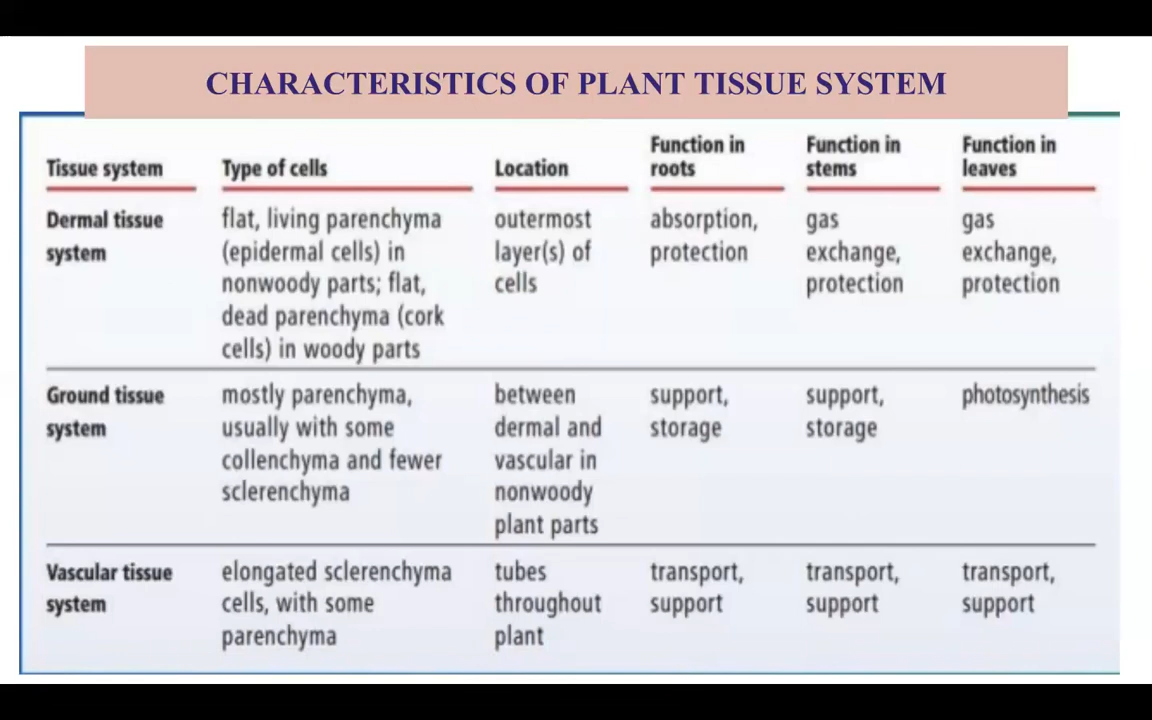 CHARACTERISTICS OF PLANT TISSUE SYSTEM
Tissue system
Type of cells
Location
Function in
roots
Function in
stems
Function in
leaves
Dermal tissue
system
flat, living parenchyma
(epidermal cells) in
nonwoody parts; flat,
dead parenchyma (cork
cells) in woody parts
outermost
layer(s) of
cells
absorption,
protection
gas
exchange,
protection
gas
exchange,
protection
Ground tissue
system
mostly parenchyma,
usually with some
collenchyma and fewer
sclerenchyma
between
dermal and
vascular in
nonwoody
plant parts
support,
storage
support,
storage
photosynthesis
Vascular tissue
system
elongated sclerenchyma
cells, with some
parenchyma
tubes
throughout
plant
transport,
support
transport,
support
transport,
support